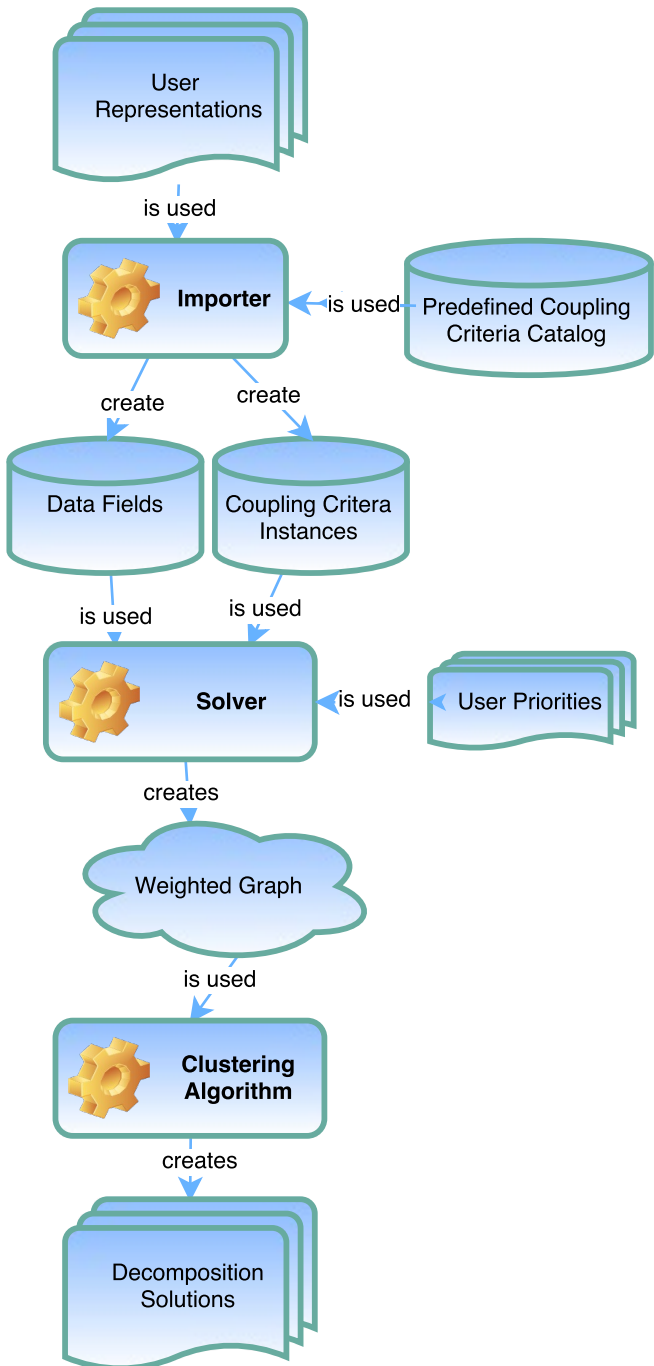 User
Representations
is used
Importer
is used
Predefined Coupling
Criteria Catalog
create
create
Data Fields
Coupling Critera
Instances
is used
is used
Solver
is used
User Priorities
creates
Weighted Graph
is used
Clustering
Algorithm
creates
Decomposition
Solutions